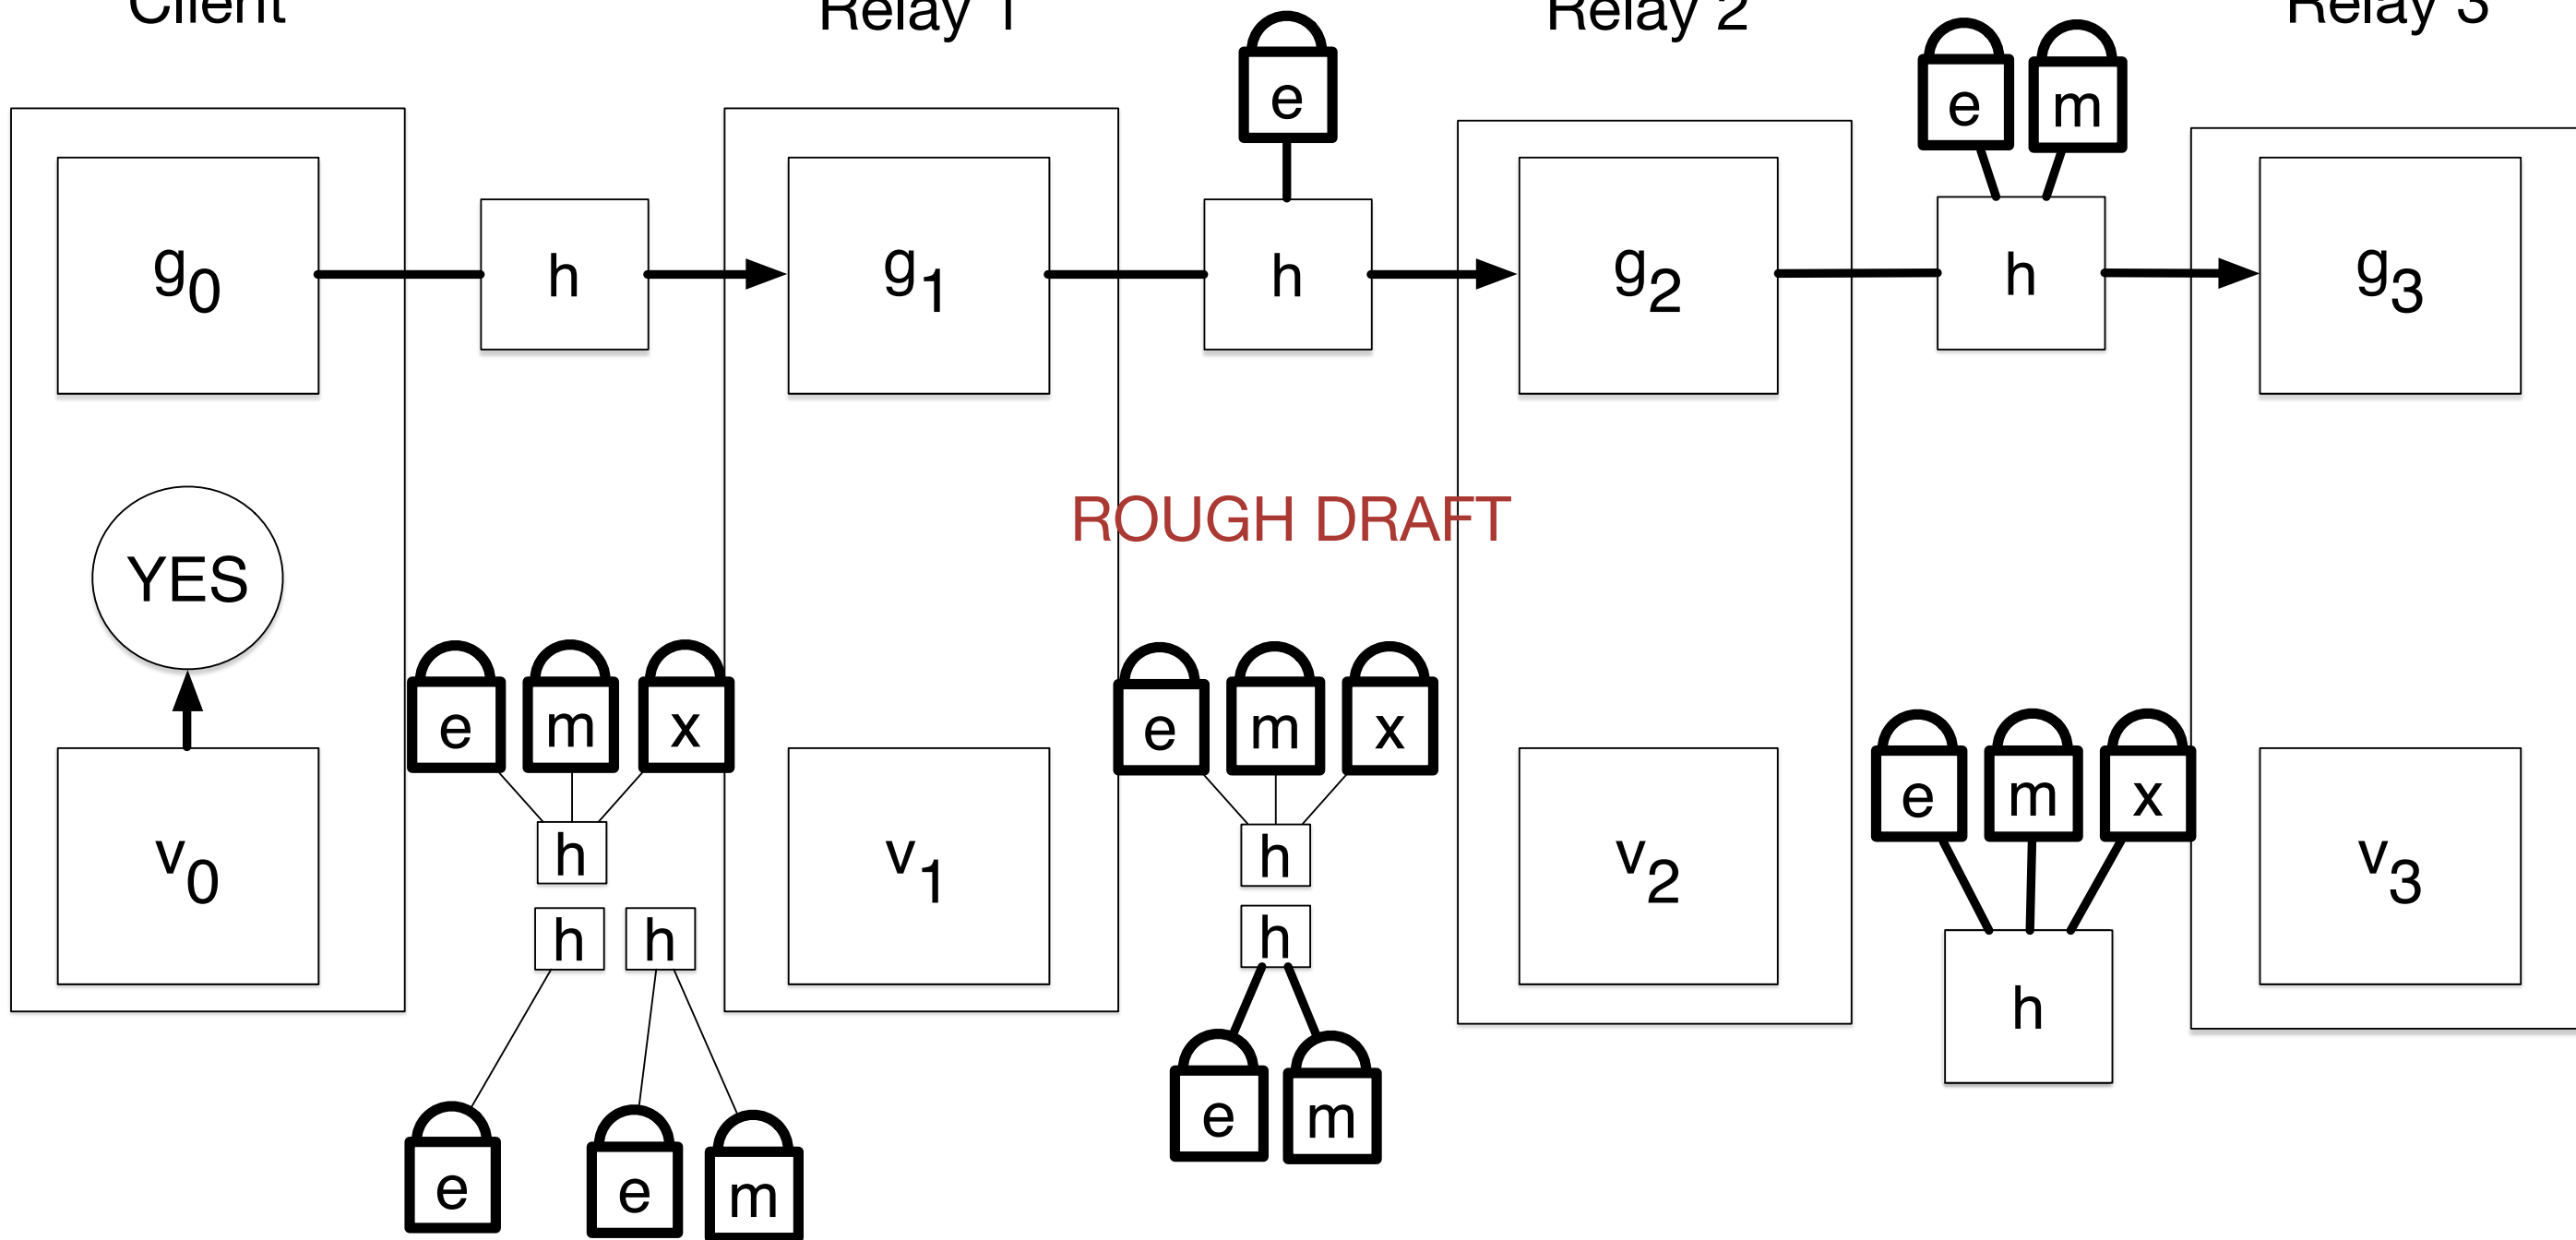 Client Relay 1 Relay 2 Relay 3
e e m
g0 h g1 h g2 h g3
ROUGH DRAFT
YES
e m x e m x e m x
v0 h v1 h v2 v3
h h h h
e m
e e m